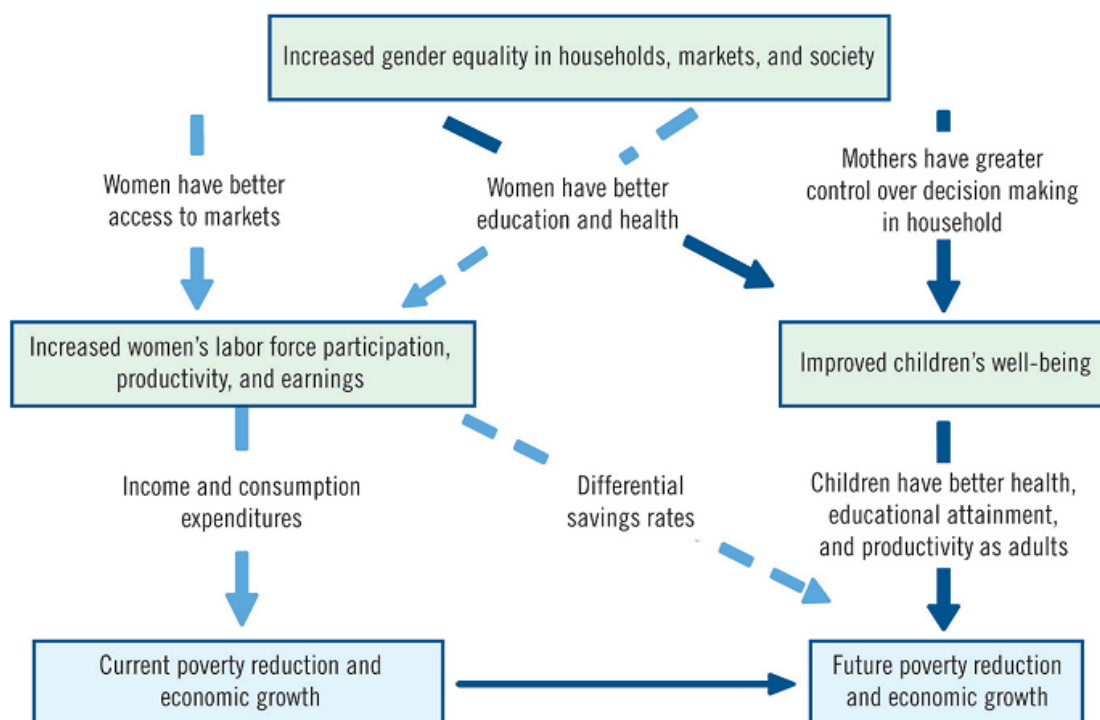 Increased gender equality in households, markets, and society
Women have better
access to markets
Women have better
education and health
Mothers have greater
control over decision making
in household
Increased women's labor force participation,
productivity, and earnings
Improved children's well-being
Income and consumption
expenditures
Differential
savings rates
Children have better health,
educational attainment,
and productivity as adults
Current poverty reduction and
economic growth
Future poverty reduction
and economic growth